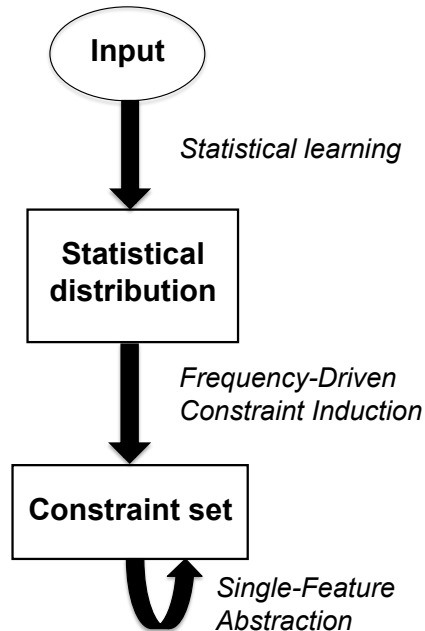 Input
Statistical learning
Statistical
distribution
Frequency-Driven
Constraint Induction
Constraint set
Single-Feature
Abstraction